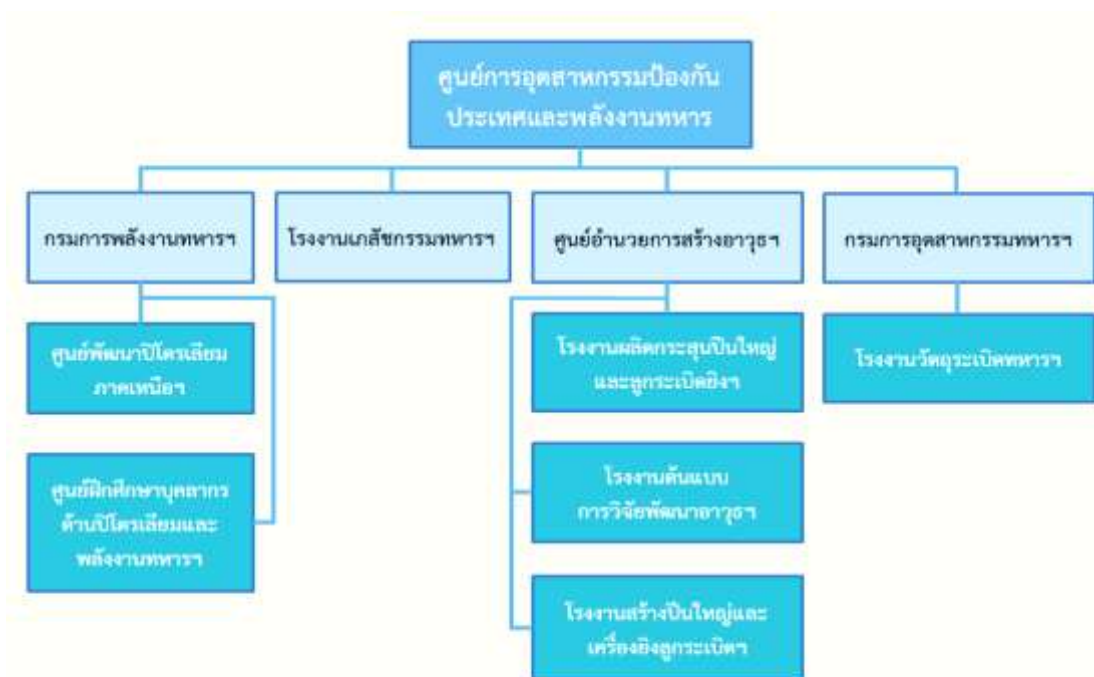 ศูนย์การอุตสาหกรรมป้องกัน
ประเทศและพลังงานทหาร
กรมการพลังงานทหารฯ
โรงงานเภสัชกรรมทหารฯ
ศูนย์อำนวยการสร้างอาวุธฯ
กรมการอุตสาหกรรมทหารฯ
ศูนย์พัฒนาปิโตรเลียม
ภาคเหนือฯ
โรงงานผลิตกระสุนปืนใหญ่
และลูกระเบิดยิงฯ
โรงงานวัตถุระเบิดทหารฯ
ศูนย์ฝึกศึกษาบุคลากร
ด้านปิโตรเลียมและ
พลังงานทหารฯ
โรงงานต้นแบบ
การวิจัยพัฒนาอาวุธฯ
โรงงานสร้างปืนใหญ่และ
เครื่องยิงลูกระเบิดฯ